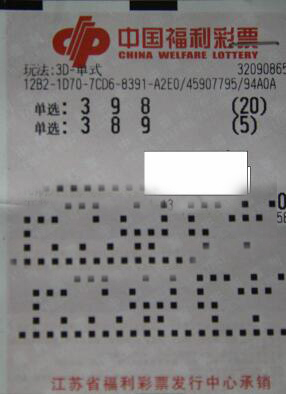 中国福利彩票
CHINA WELFARE LOTTERY
玩法:3D-单式
32090865
12B2-1D70-7CD6-8391-A2E0/45907795/94A0A
单选: 3 9 8 (20)
单选: 3 8 9 (5)
江苏省福利彩票发行中心承销